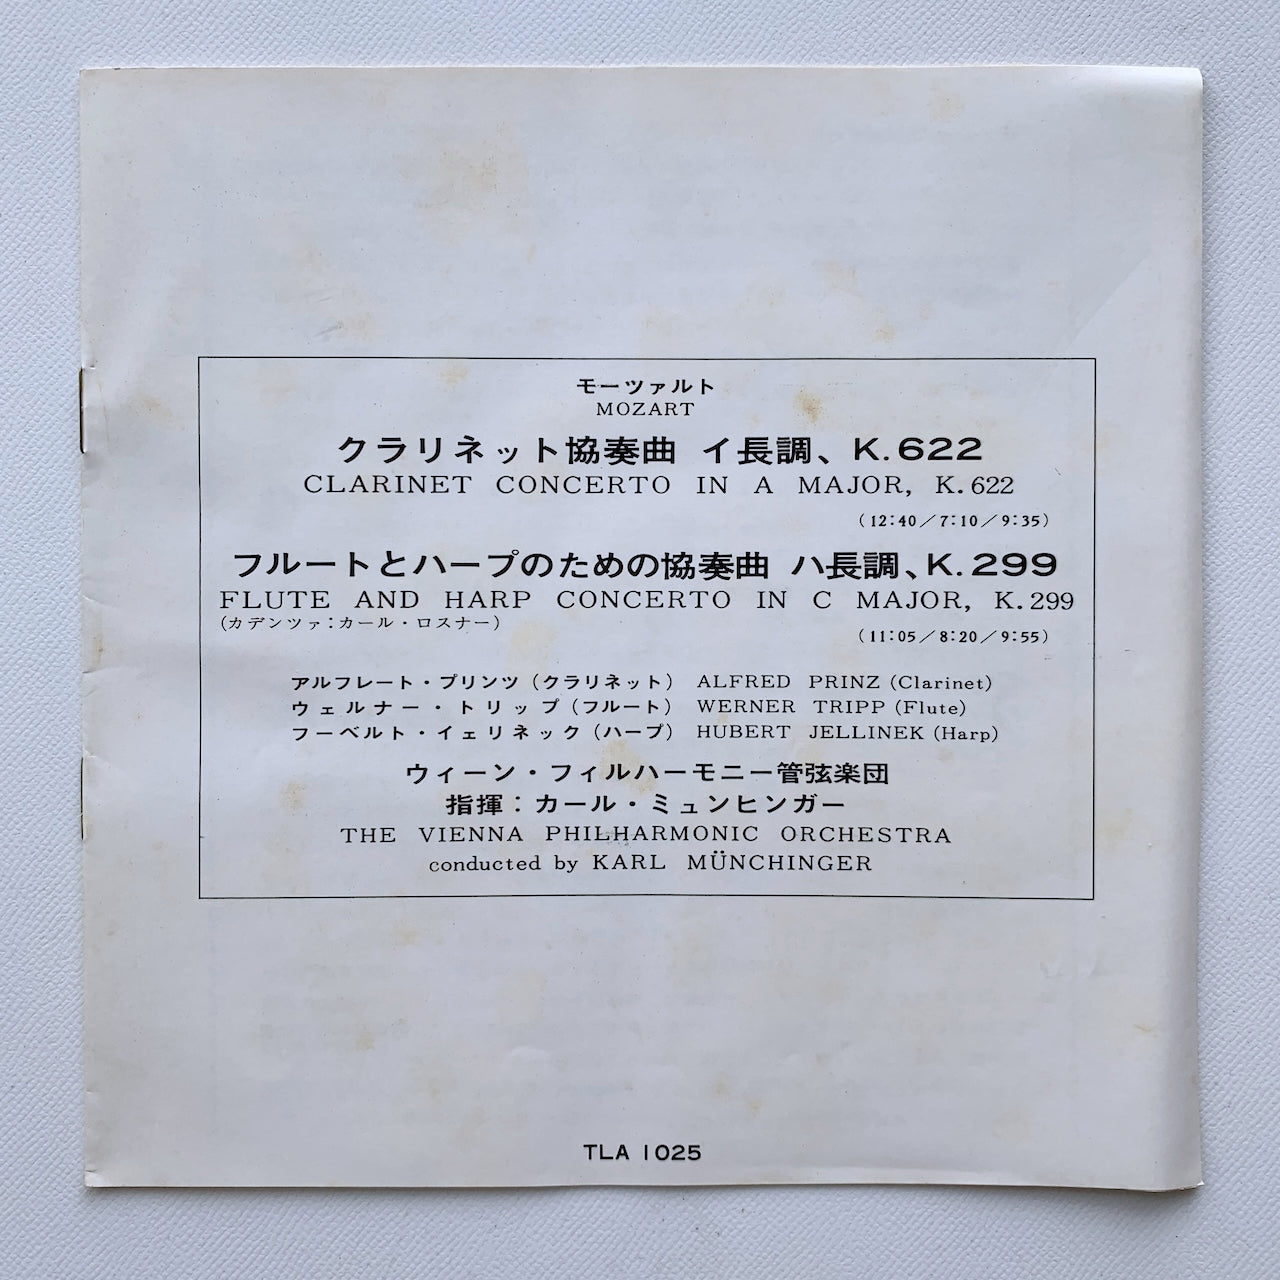 モーツァルト
MOZART
クラリネット協奏曲 イ長調、K.622
CLARINET CONCERTO IN A MAJOR, K.622
(12:40/7:10/9:35)
フルートとハープのための協奏曲 ハ長調、K.299
FLUTE AND HARP CONCERTO IN C MAJOR, K.299
(カデンツァ:カール・ロスナー)
(11:05/8:20/9:55)
アルフレート・プリンツ(クラリネット) ALFRED PRINZ (Clarinet)
ウェルナー・トリップ(フルート) WERNER TRIPP (Flute)
フーベルト・イェリネック(ハープ) HUBERT JELLINEK (Harp)
ウィーン・フィルハーモニー管弦楽団
指揮:カール・ミュンヒンガー
THE VIENNA PHILHARMONIC ORCHESTRA
conducted by KARL MÜNCHINGER
TLA 1025